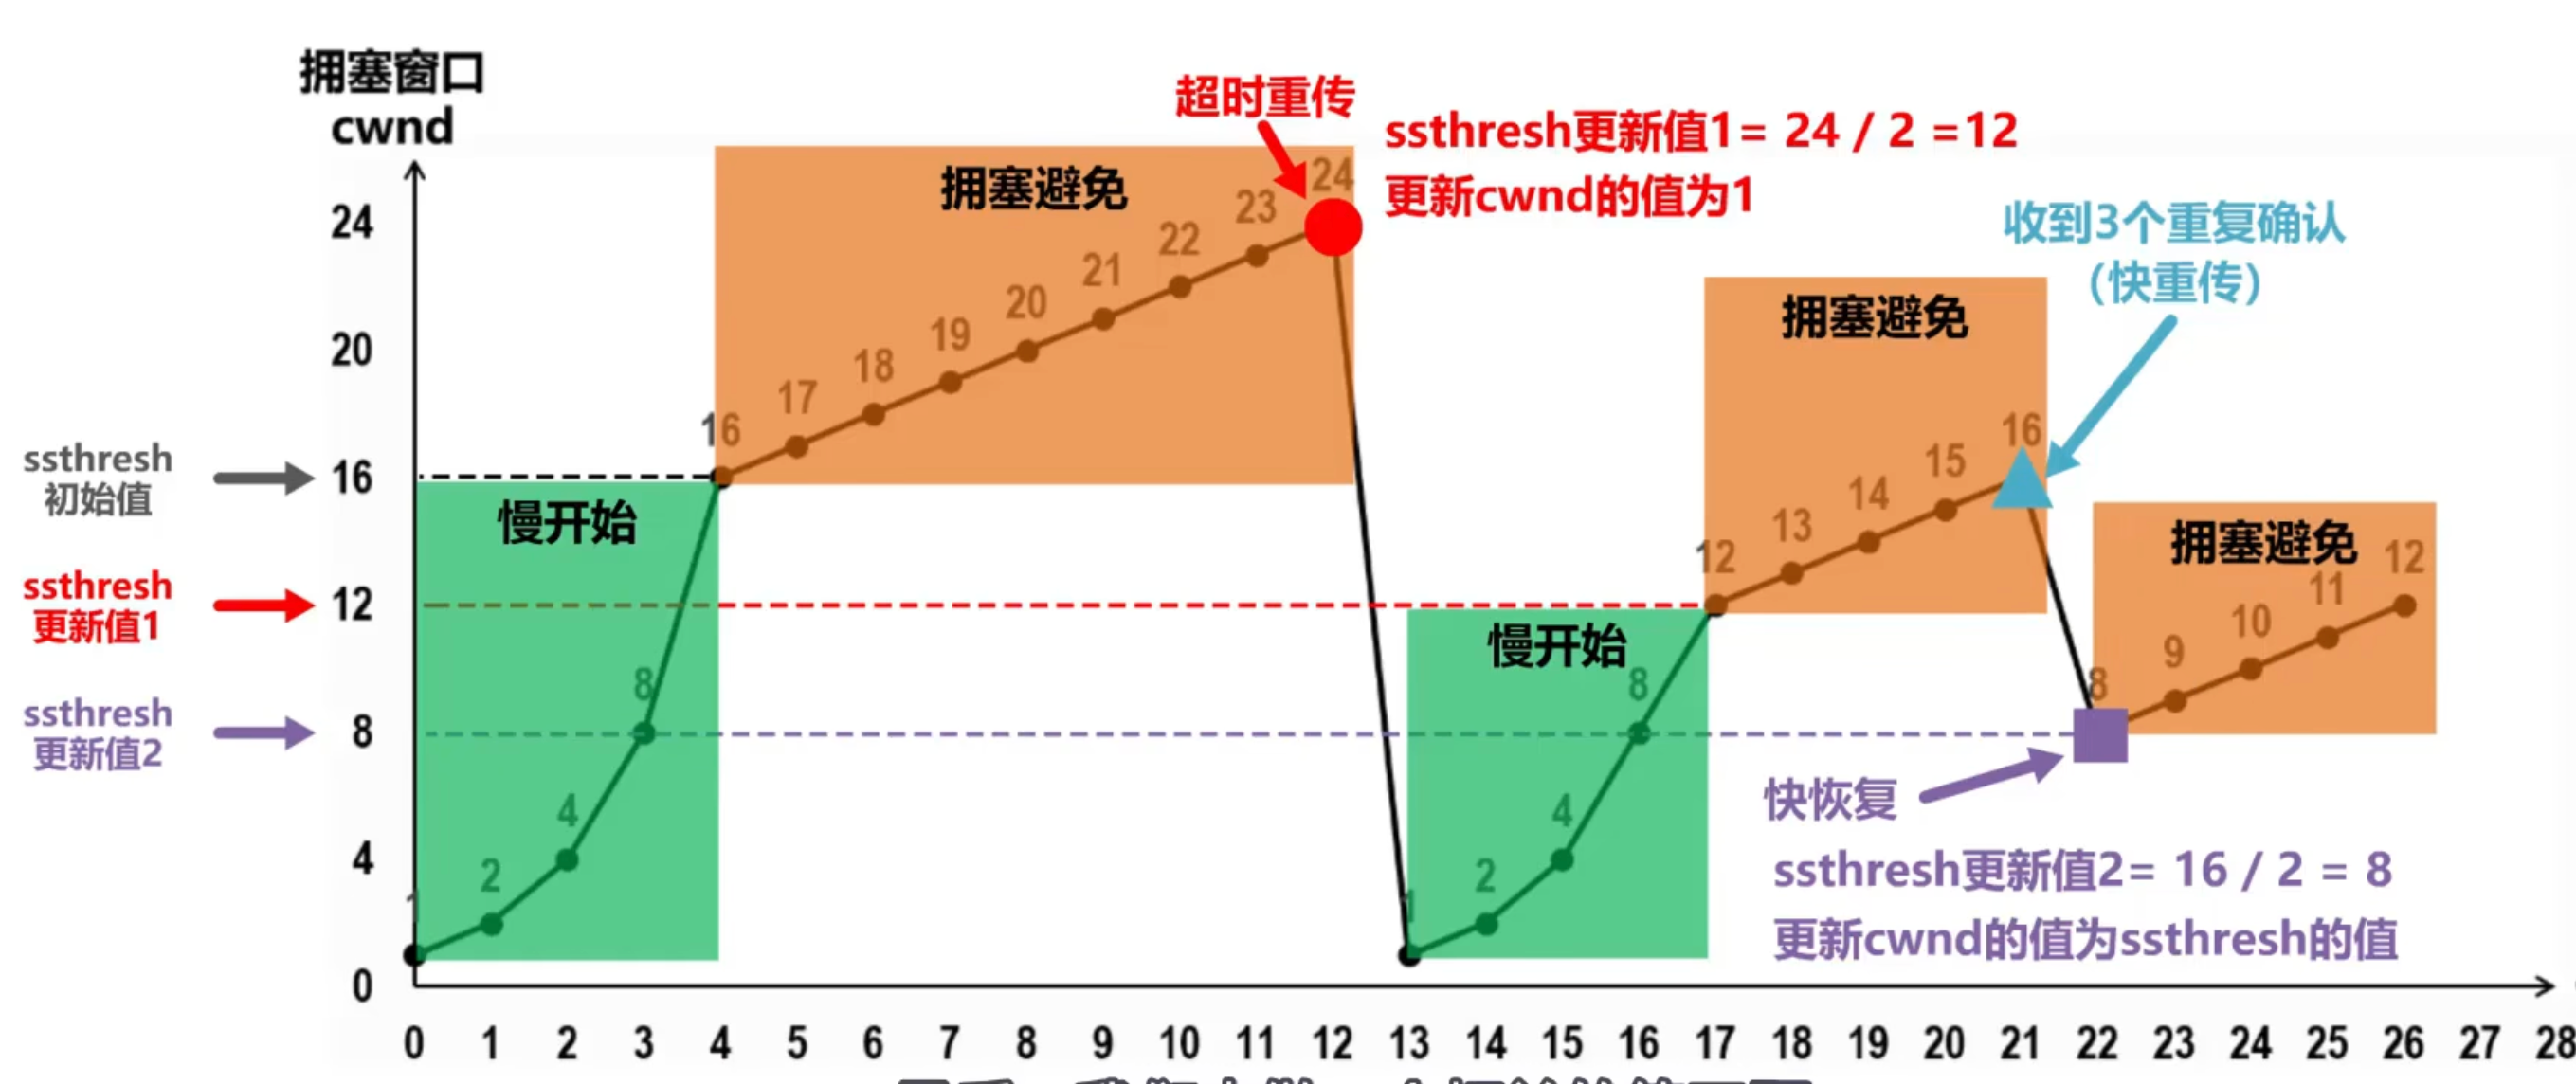 拥塞窗口
cwnd
超时重传
ssthresh更新值1= 24 / 2 =12
更新cwnd的值为1
收到3个重复确认
（快重传）
拥塞避免
16
17
18
19
20
21
22
23
24
拥塞避免
12
13
14
15
16
拥塞避免
8
9
10
11
12
慢开始
1
2
4
8
慢开始
1
2
4
8
快恢复
ssthresh更新值2= 16 / 2 = 8
更新cwnd的值为ssthresh的值
ssthresh
初始值
ssthresh
更新值1
ssthresh
更新值2
24
20
16
12
8
4
0
0 1 2 3 4 5 6 7 8 9 10 11 12 13 14 15 16 17 18 19 20 21 22 23 24 25 26 27 28